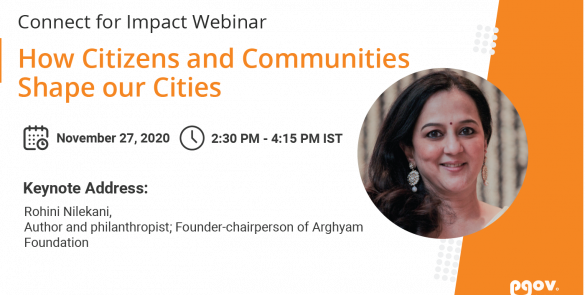 Connect for Impact Webinar
How Citizens and Communities
Shape our Cities
November 27, 2020
2:30 PM - 4:15 PM IST
Keynote Address:
Rohini Nilekani,
Author and philanthropist; Founder-chairperson of Arghyam
Foundation
pgov